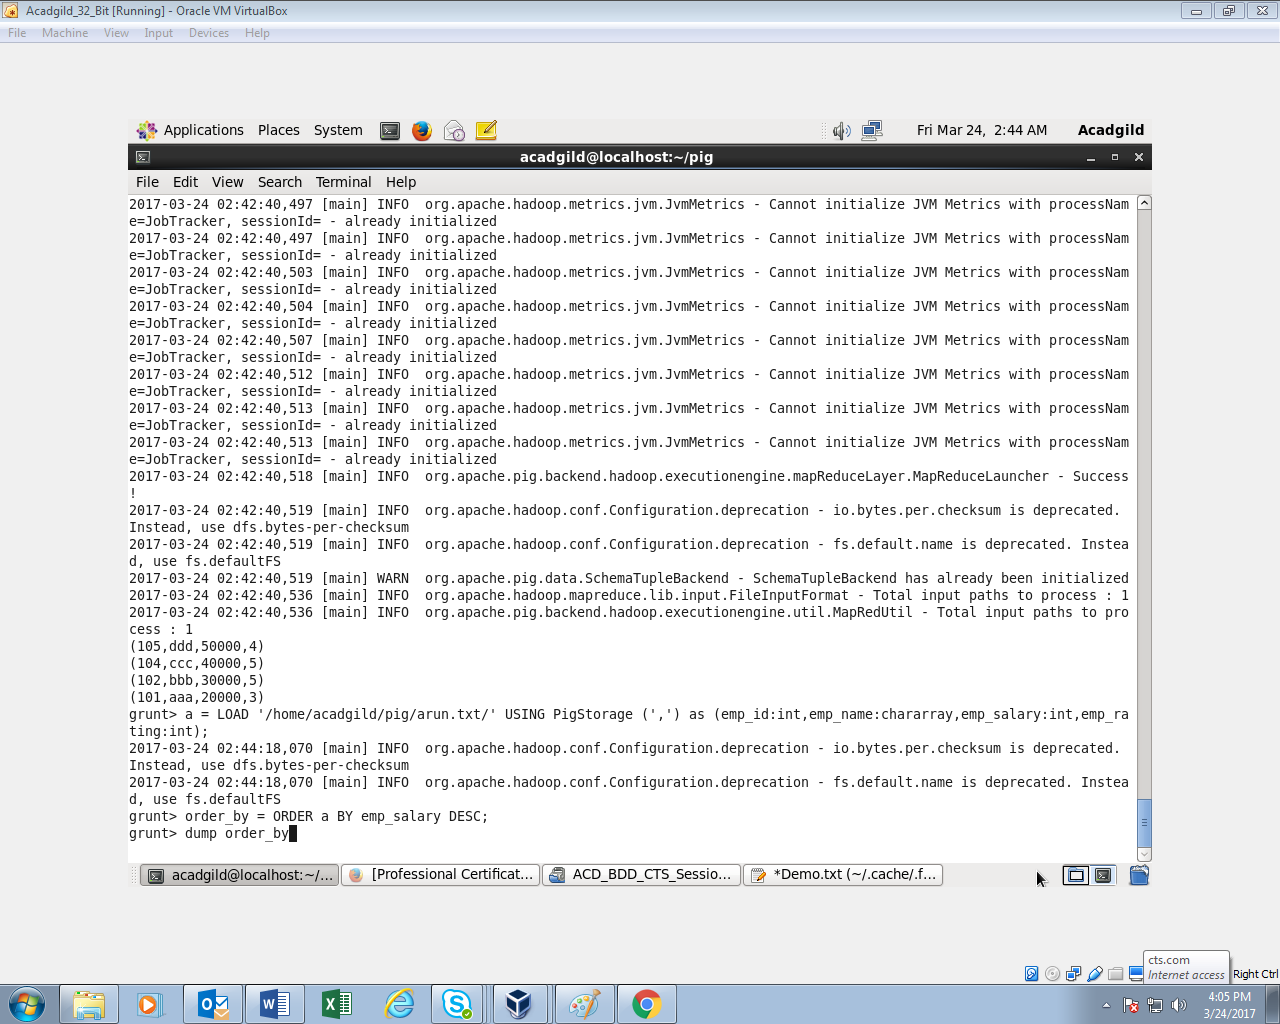 Acadgild_32_Bit [Running] - Oracle VM VirtualBox
File Machine View Input Devices Help
Applications Places System Fri Mar 24, 2:44 AM Acadgild
acadgild@localhost:~/pig
File Edit View Search Terminal Help
2017-03-24 02:42:40,497 [main] INFO  org.apache.hadoop.metrics.jvm.JvmMetrics - Cannot initialize JVM Metrics with processNam
e=JobTracker, sessionId= - already initialized
2017-03-24 02:42:40,497 [main] INFO  org.apache.hadoop.metrics.jvm.JvmMetrics - Cannot initialize JVM Metrics with processNam
e=JobTracker, sessionId= - already initialized
2017-03-24 02:42:40,503 [main] INFO  org.apache.hadoop.metrics.jvm.JvmMetrics - Cannot initialize JVM Metrics with processNam
e=JobTracker, sessionId= - already initialized
2017-03-24 02:42:40,504 [main] INFO  org.apache.hadoop.metrics.jvm.JvmMetrics - Cannot initialize JVM Metrics with processNam
e=JobTracker, sessionId= - already initialized
2017-03-24 02:42:40,507 [main] INFO  org.apache.hadoop.metrics.jvm.JvmMetrics - Cannot initialize JVM Metrics with processNam
e=JobTracker, sessionId= - already initialized
2017-03-24 02:42:40,512 [main] INFO  org.apache.hadoop.metrics.jvm.JvmMetrics - Cannot initialize JVM Metrics with processNam
e=JobTracker, sessionId= - already initialized
2017-03-24 02:42:40,513 [main] INFO  org.apache.hadoop.metrics.jvm.JvmMetrics - Cannot initialize JVM Metrics with processNam
e=JobTracker, sessionId= - already initialized
2017-03-24 02:42:40,513 [main] INFO  org.apache.hadoop.metrics.jvm.JvmMetrics - Cannot initialize JVM Metrics with processNam
e=JobTracker, sessionId= - already initialized
2017-03-24 02:42:40,518 [main] INFO  org.apache.pig.backend.hadoop.executionengine.mapReduceLayer.MapReduceLauncher - Success
!
2017-03-24 02:42:40,519 [main] INFO  org.apache.hadoop.conf.Configuration.deprecation - io.bytes.per.checksum is deprecated.
Instead, use dfs.bytes-per-checksum
2017-03-24 02:42:40,519 [main] INFO  org.apache.hadoop.conf.Configuration.deprecation - fs.default.name is deprecated. Instea
d, use fs.defaultFS
2017-03-24 02:42:40,519 [main] WARN  org.apache.pig.data.SchemaTupleBackend - SchemaTupleBackend has already been initialized
2017-03-24 02:42:40,536 [main] INFO  org.apache.hadoop.mapreduce.lib.input.FileInputFormat - Total input paths to process : 1
2017-03-24 02:42:40,536 [main] INFO  org.apache.pig.backend.hadoop.executionengine.util.MapRedUtil - Total input paths to pro
cess : 1
(105,ddd,50000,4)
(104,ccc,40000,5)
(102,bbb,30000,5)
(101,aaa,20000,3)
grunt> a = LOAD '/home/acadgild/pig/arun.txt/' USING PigStorage (',') as (emp_id:int,emp_name:chararray,emp_salary:int,emp_ra
ting:int);
2017-03-24 02:44:18,070 [main] INFO  org.apache.hadoop.conf.Configuration.deprecation - io.bytes.per.checksum is deprecated.
Instead, use dfs.bytes-per-checksum
2017-03-24 02:44:18,070 [main] INFO  org.apache.hadoop.conf.Configuration.deprecation - fs.default.name is deprecated. Instea
d, use fs.defaultFS
grunt> order_by = ORDER a BY emp_salary DESC;
grunt> dump order_by
acadgild@localhost:~/... [Professional Certificat... ACD_BDD_CTS_Sessio... *Demo.txt (~/.cache/.f...
cts.com
Internet access
Right Ctrl
4:05 PM
3/24/2017